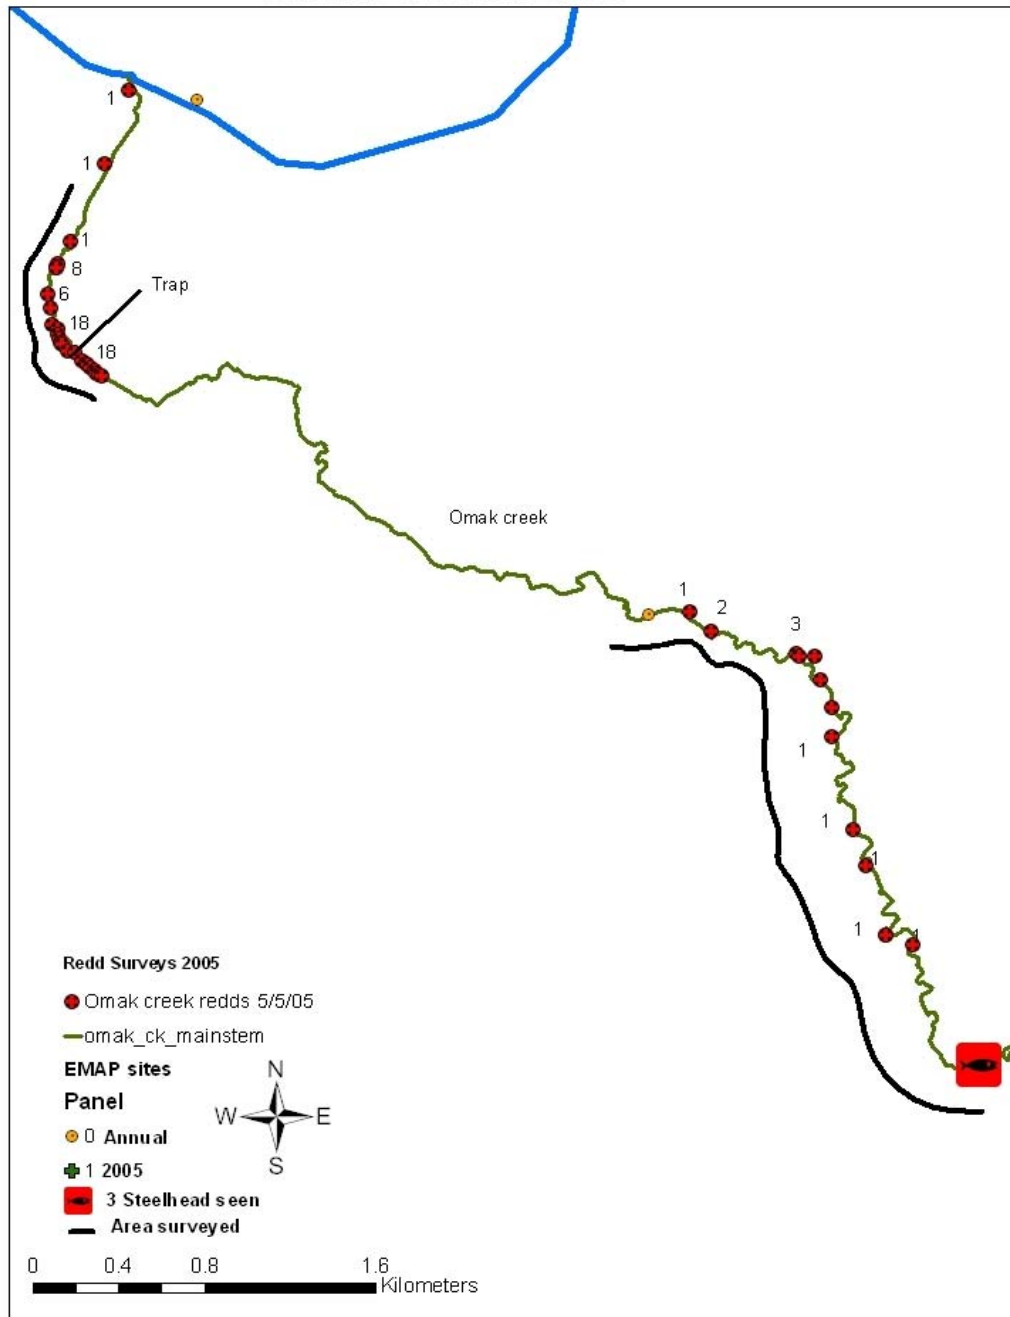 1
1
1
8
6
Trap
18
18
Omak creek
1
2
3
1
1
1
1
1
Redd Surveys 2005
Omak creek redds 5/5/05
omak_ck_mainstem
EMAP sites
Panel
N
W E
S
0 Annual
1 2005
3 Steelhead seen
Area surveyed
0 0.4 0.8 1.6
Kilometers